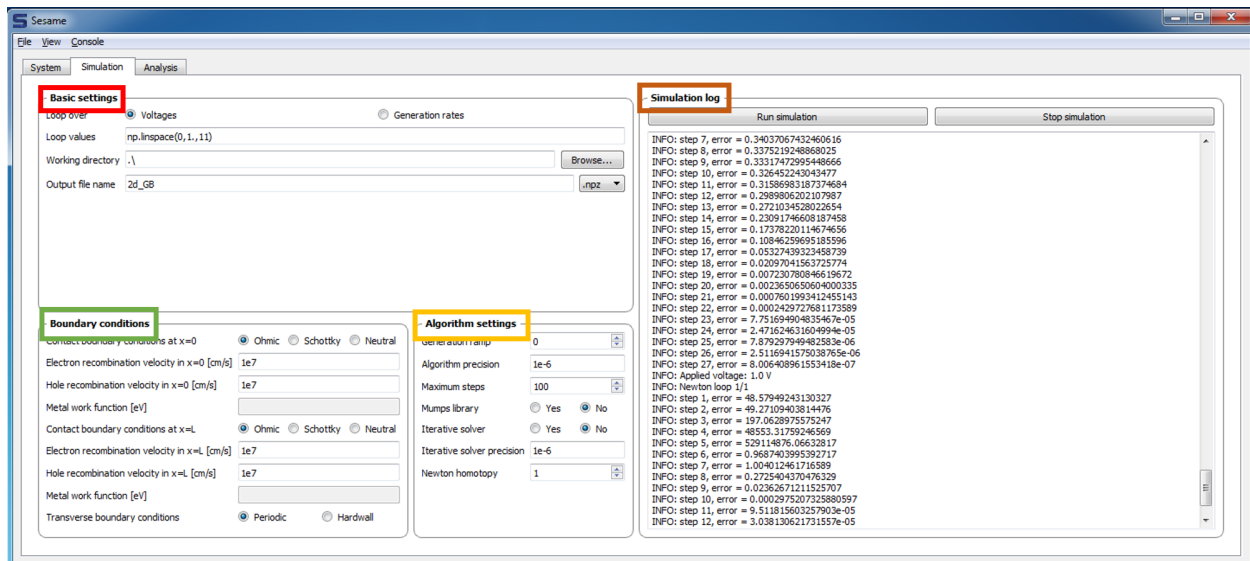 Sesame
File View Console
System Simulation Analysis
Basic settings
Loop over Voltages Generation rates
Loop values np.linspace(0,1.,11)
Working directory .\ Browse...
Output file name 2d_GB .npz
Boundary conditions
Contact boundary conditions at x=0 Ohmic Schottky Neutral
Electron recombination velocity in x=0 [cm/s] 1e7
Hole recombination velocity in x=0 [cm/s] 1e7
Metal work function [eV]
Contact boundary conditions at x=L Ohmic Schottky Neutral
Electron recombination velocity in x=L [cm/s] 1e7
Hole recombination velocity in x=L [cm/s] 1e7
Metal work function [eV]
Transverse boundary conditions Periodic Hardwall
Algorithm settings
Generation ramp 0
Algorithm precision 1e-6
Maximum steps 100
Mumps library Yes No
Iterative solver Yes No
Iterative solver precision 1e-6
Newton homotopy 1
Simulation log
Run simulation Stop simulation
INFO: step 7, error = 0.34037067432460616
INFO: step 8, error = 0.3375219248868025
INFO: step 9, error = 0.33317472995448666
INFO: step 10, error = 0.326452243043477
INFO: step 11, error = 0.31586983187374684
INFO: step 12, error = 0.2989806202107987
INFO: step 13, error = 0.2721034528022654
INFO: step 14, error = 0.23091746608187458
INFO: step 15, error = 0.17378220114674656
INFO: step 16, error = 0.10846259695185596
INFO: step 17, error = 0.05327439323458739
INFO: step 18, error = 0.02097041563725774
INFO: step 19, error = 0.007230780846619672
INFO: step 20, error = 0.0023650650604000335
INFO: step 21, error = 0.0007601993412455143
INFO: step 22, error = 0.0002429727681173589
INFO: step 23, error = 7.751694904835467e-05
INFO: step 24, error = 2.471624631604994e-05
INFO: step 25, error = 7.879297949482583e-06
INFO: step 26, error = 2.5116941575038765e-06
INFO: step 27, error = 8.006408961553418e-07
INFO: Applied voltage: 1.0 V
INFO: Newton loop 1/1
INFO: step 1, error = 48.57949243130327
INFO: step 2, error = 49.27109403814476
INFO: step 3, error = 197.0628975575247
INFO: step 4, error = 48553.31759246569
INFO: step 5, error = 529114876.06632817
INFO: step 6, error = 0.9687403995392717
INFO: step 7, error = 1.004012461716589
INFO: step 8, error = 0.2725404370476329
INFO: step 9, error = 0.02362671211525707
INFO: step 10, error = 0.0002975207325880597
INFO: step 11, error = 9.511815603257903e-05
INFO: step 12, error = 3.038130621731557e-05